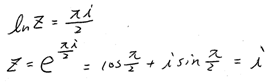 ln z = πi/2
z = e^(πi/2) = cos π/2 + i sin π/2 = i